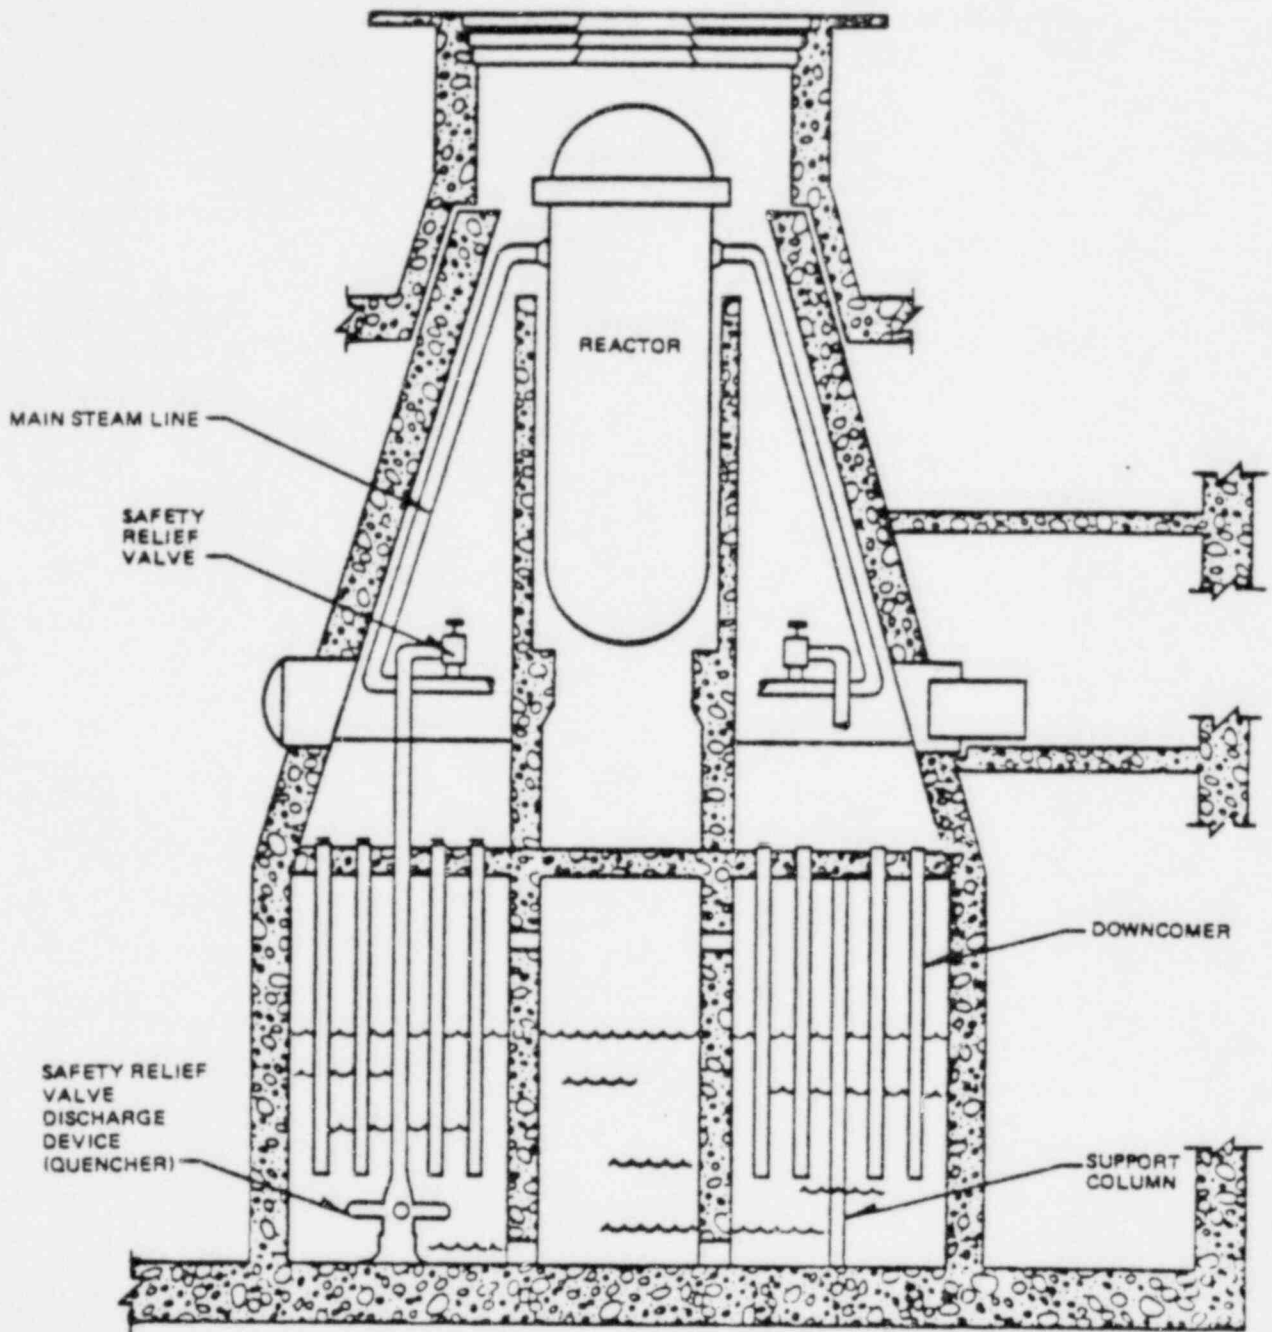 REACTOR
MAIN STEAM LINE
SAFETY
RELIEF
VALVE
DOWNCOMER
SAFETY RELIEF
VALVE
DISCHARGE
DEVICE
(QUENCHER)
SUPPORT
COLUMN